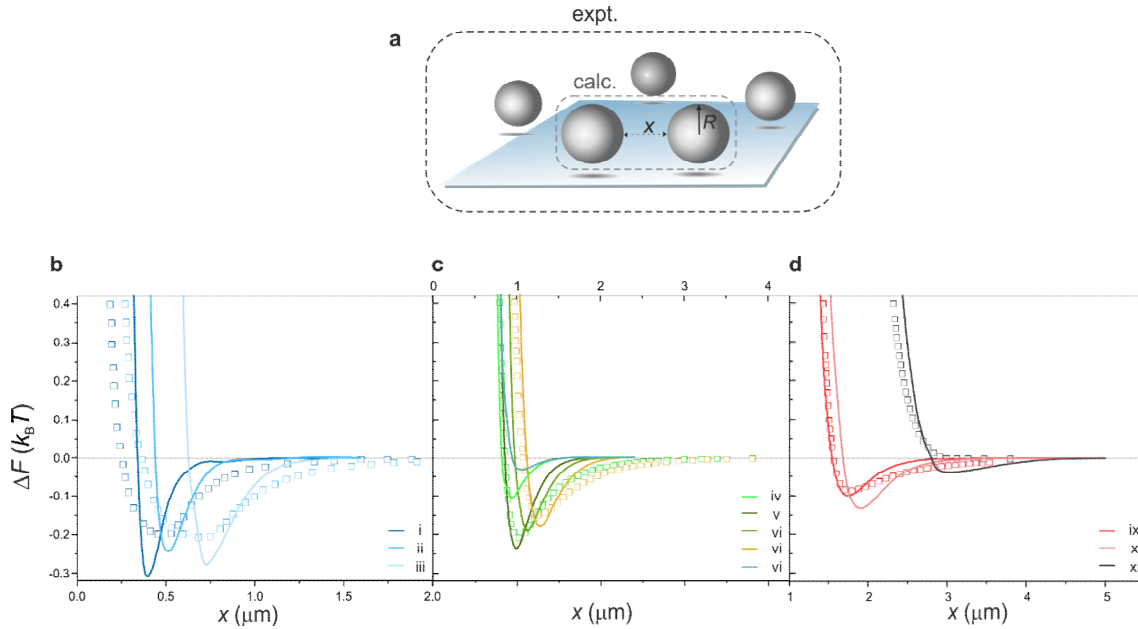 expt.
a
calc.
x
R
b
c
d
0 1 2 3 4
0.4
0.3
0.2
0.1
0.0
-0.1
-0.2
-0.3
ΔF (kBT)
i
ii
iii
iv
v
vi
vi
vi
ix
x
xi
0.0 0.5 1.0 1.5 2.0
1 2 3 4 5
x (μm)
x (μm)
x (μm)